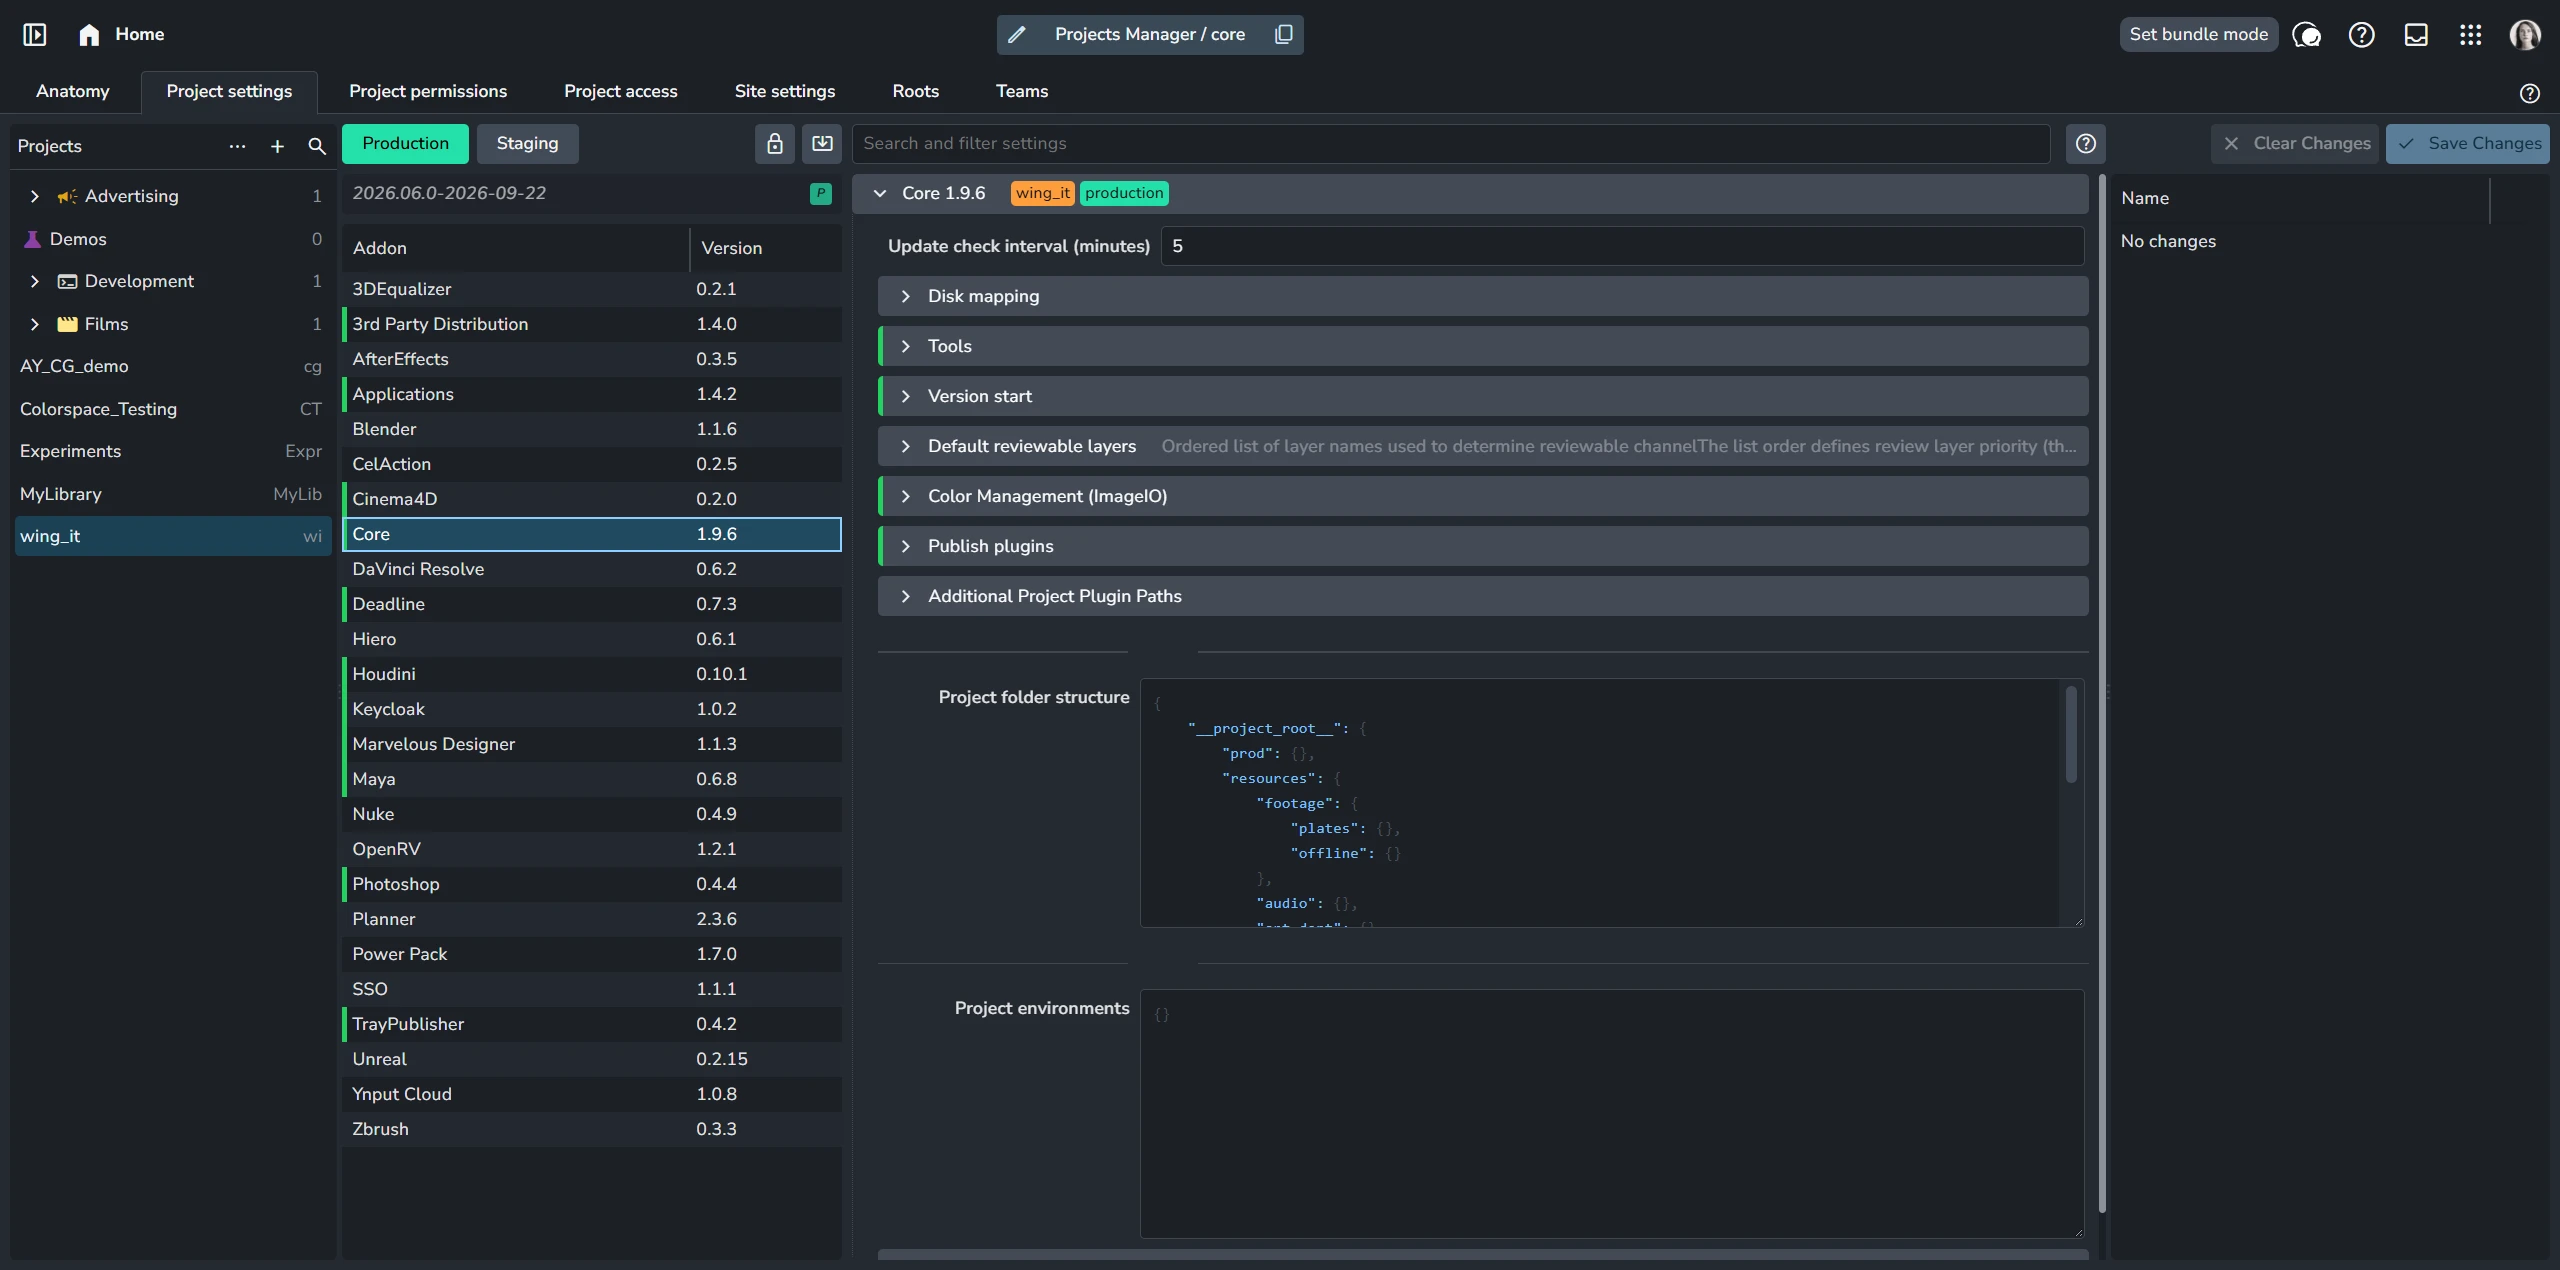 Home
Projects Manager / core
Set bundle mode
Anatomy
Project settings
Project permissions
Project access
Site settings
Roots
Teams
Projects
Advertising 1
Demos 0
Development 1
Films 1
AY_CG_demo cg
Colorspace_Testing CT
Experiments Expr
MyLibrary MyLib
wing_it wi
Production
Staging
2026.06.0-2026-09-22 P
Addon Version
3DEqualizer 0.2.1
3rd Party Distribution 1.4.0
AfterEffects 0.3.5
Applications 1.4.2
Blender 1.1.6
CelAction 0.2.5
Cinema4D 0.2.0
Core 1.9.6
DaVinci Resolve 0.6.2
Deadline 0.7.3
Hiero 0.6.1
Houdini 0.10.1
Keycloak 1.0.2
Marvelous Designer 1.1.3
Maya 0.6.8
Nuke 0.4.9
OpenRV 1.2.1
Photoshop 0.4.4
Planner 2.3.6
Power Pack 1.7.0
SSO 1.1.1
TrayPublisher 0.4.2
Unreal 0.2.15
Ynput Cloud 1.0.8
Zbrush 0.3.3
Search and filter settings
Core 1.9.6 wing_it production
Update check interval (minutes) 5
Disk mapping
Tools
Version start
Default reviewable layers Ordered list of layer names used to determine reviewable channelThe list order defines review layer priority (th...
Color Management (ImageIO)
Publish plugins
Additional Project Plugin Paths
Project folder structure
{
"__project_root__": {
"prod": {},
"resources": {
"footage": {
"plates": {},
"offline": {}
},
"audio": {},
Project environments
{}
Clear Changes
Save Changes
Name
No changes